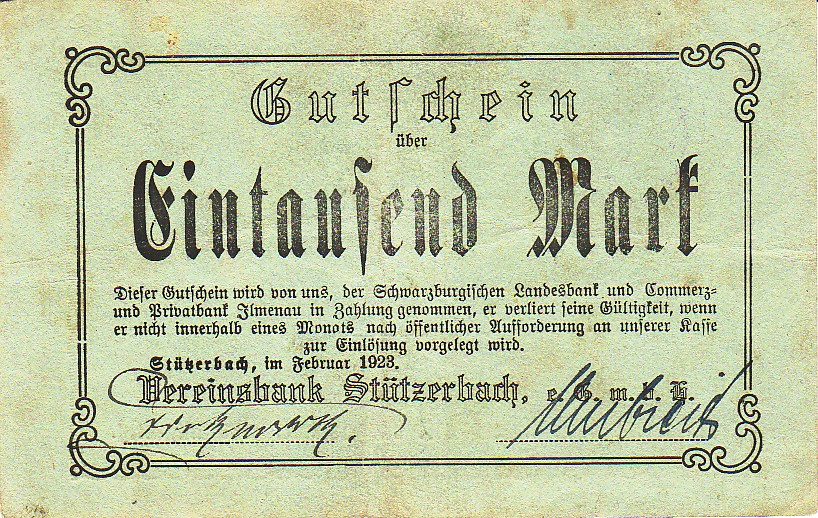 Gutschein
über
Eintausend Mark
Dieser Gutschein wird von uns, der Schwarzburgischen Landesbank und Commerz-
und Privatbank Ilmenau in Zahlung genommen, er verliert seine Gültigkeit, wenn
er nicht innerhalb eines Monats nach öffentlicher Aufforderung an unserer Kasse
zur Einlösung vorgelegt wird.
Stützerbach, im Februar 1923.
Vereinsbank Stützerbach, e. G. m. b. H.